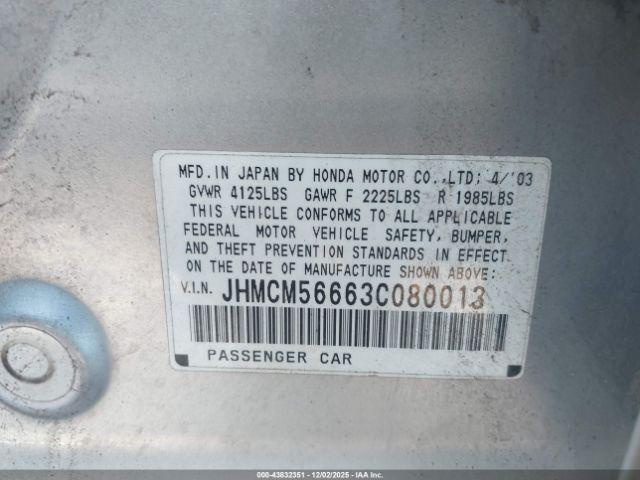 MFD. IN JAPAN BY HONDA MOTOR CO., LTD; 4/'03
GVWR 4125LBS GAWR F 2225LBS R 1985LBS
THIS VEHICLE CONFORMS TO ALL APPLICABLE
FEDERAL MOTOR VEHICLE SAFETY, BUMPER,
AND THEFT PREVENTION STANDARDS IN EFFECT
ON THE DATE OF MANUFACTURE SHOWN ABOVE:
V.I.N. JHMCM56663C080013
PASSENGER CAR
000-43832351 | 12/02/2025 - © IAA, Inc.